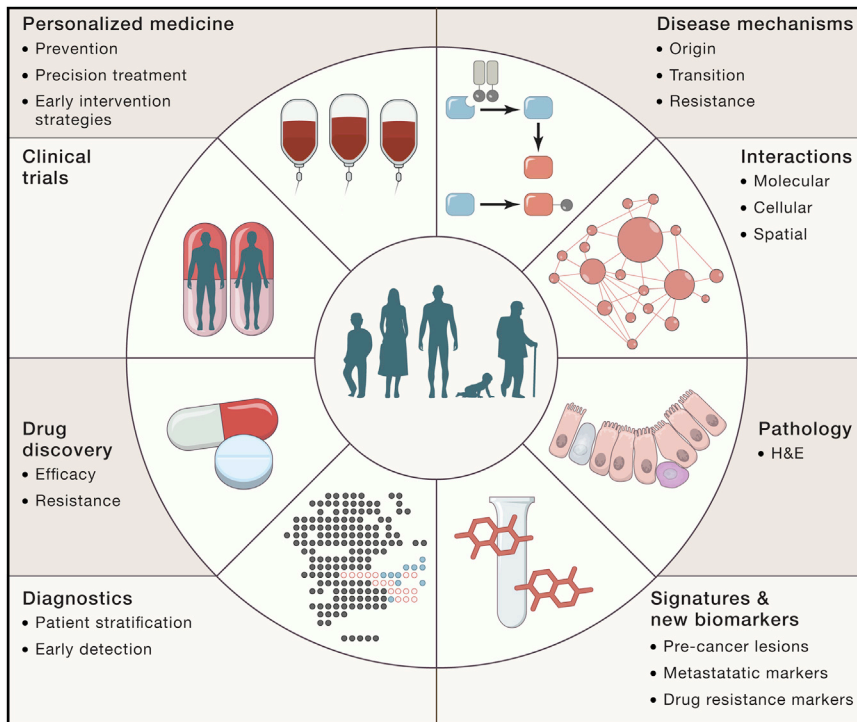 Personalized medicine
• Prevention
• Precision treatment
• Early intervention
strategies
Disease mechanisms
• Origin
• Transition
• Resistance
Clinical
trials
Interactions
• Molecular
• Cellular
• Spatial
Drug
discovery
• Efficacy
• Resistance
Pathology
• H&E
Diagnostics
• Patient stratification
• Early detection
Signatures &
new biomarkers
• Pre-cancer lesions
• Metastatatic markers
• Drug resistance markers